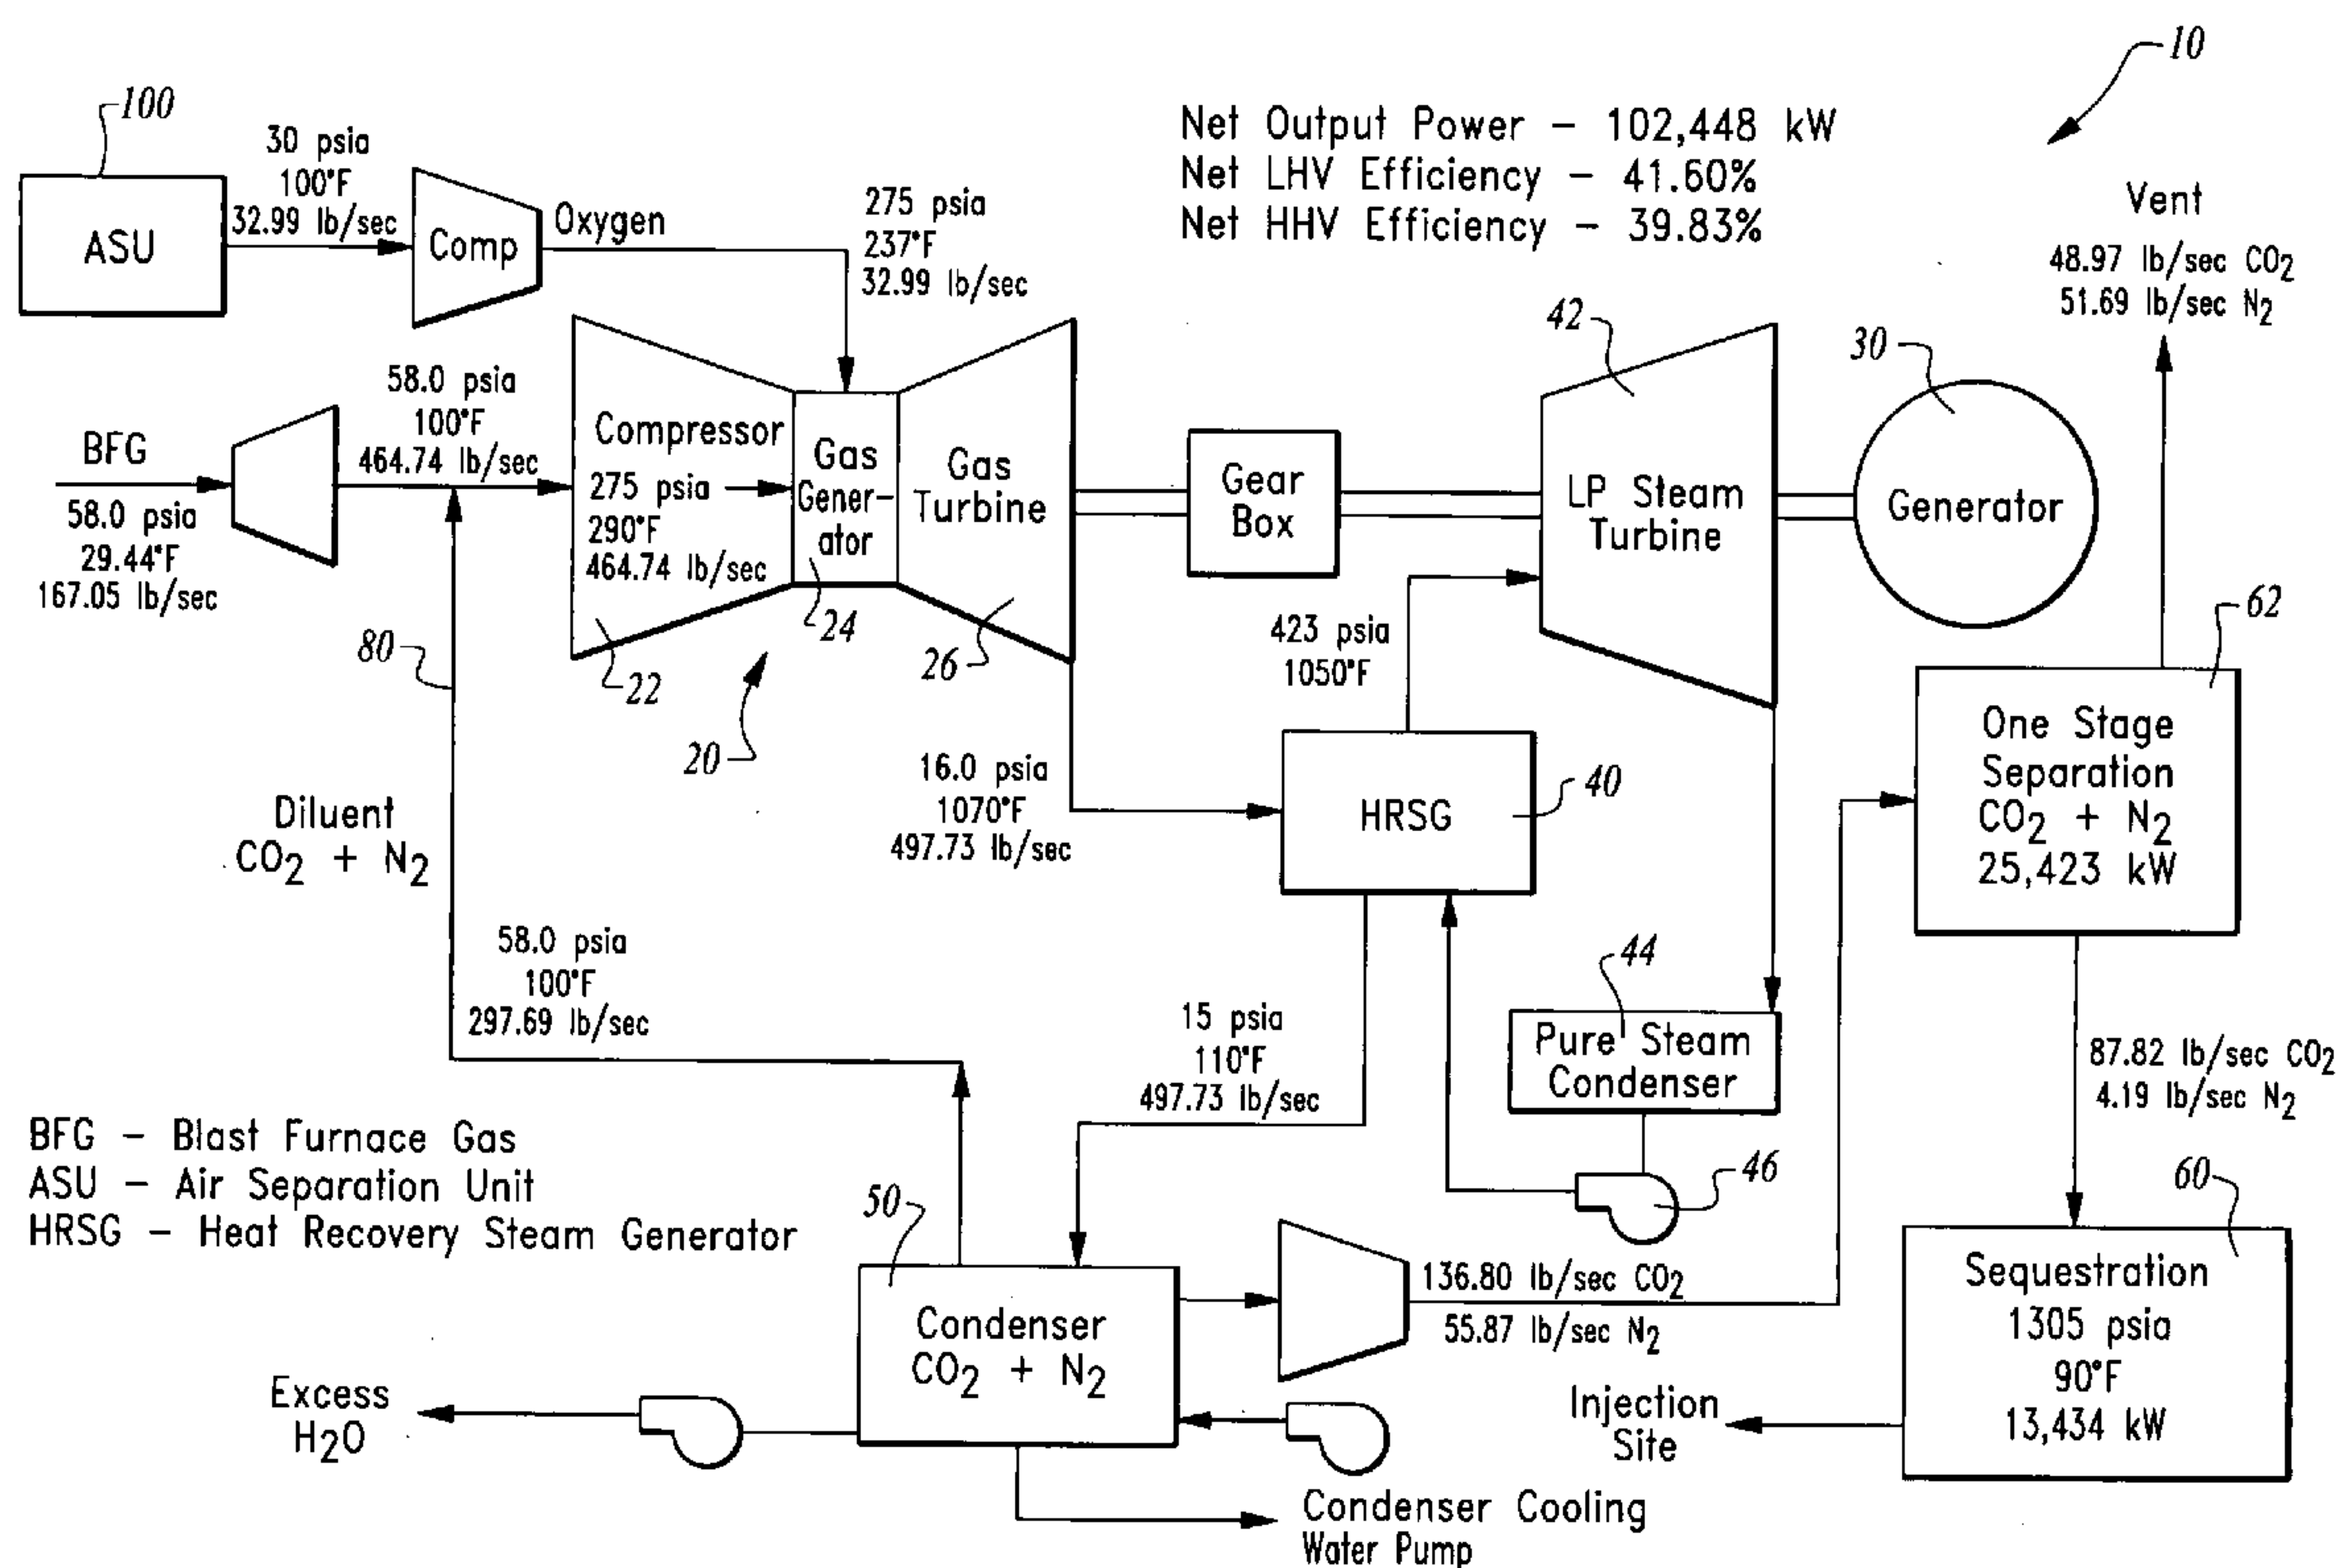 10
100
30 psia
100°F
32.99 lb/sec
ASU
Comp
Oxygen
275 psia
237°F
32.99 lb/sec
Net Output Power – 102,448 kW
Net LHV Efficiency – 41.60%
Net HHV Efficiency – 39.83%
Vent
48.97 lb/sec CO2
51.69 lb/sec N2
BFG
58.0 psia
29.44°F
167.05 lb/sec
58.0 psia
100°F
464.74 lb/sec
Compressor
275 psia
290°F
464.74 lb/sec
22
Gas
Gener-
ator
24
Gas
Turbine
26
20
Gear
Box
42
LP Steam
Turbine
30
Generator
423 psia
1050°F
62
One Stage
Separation
CO2 + N2
25,423 kW
80
Diluent
CO2 + N2
16.0 psia
1070°F
497.73 lb/sec
HRSG
40
58.0 psia
100°F
297.69 lb/sec
15 psia
110°F
497.73 lb/sec
44
Pure Steam
Condenser
46
87.82 lb/sec CO2
4.19 lb/sec N2
BFG – Blast Furnace Gas
ASU – Air Separation Unit
HRSG – Heat Recovery Steam Generator
50
Condenser
CO2 + N2
136.80 lb/sec CO2
55.87 lb/sec N2
60
Sequestration
1305 psia
90°F
13,434 kW
Excess
H2O
Injection
Site
Condenser Cooling
Water Pump